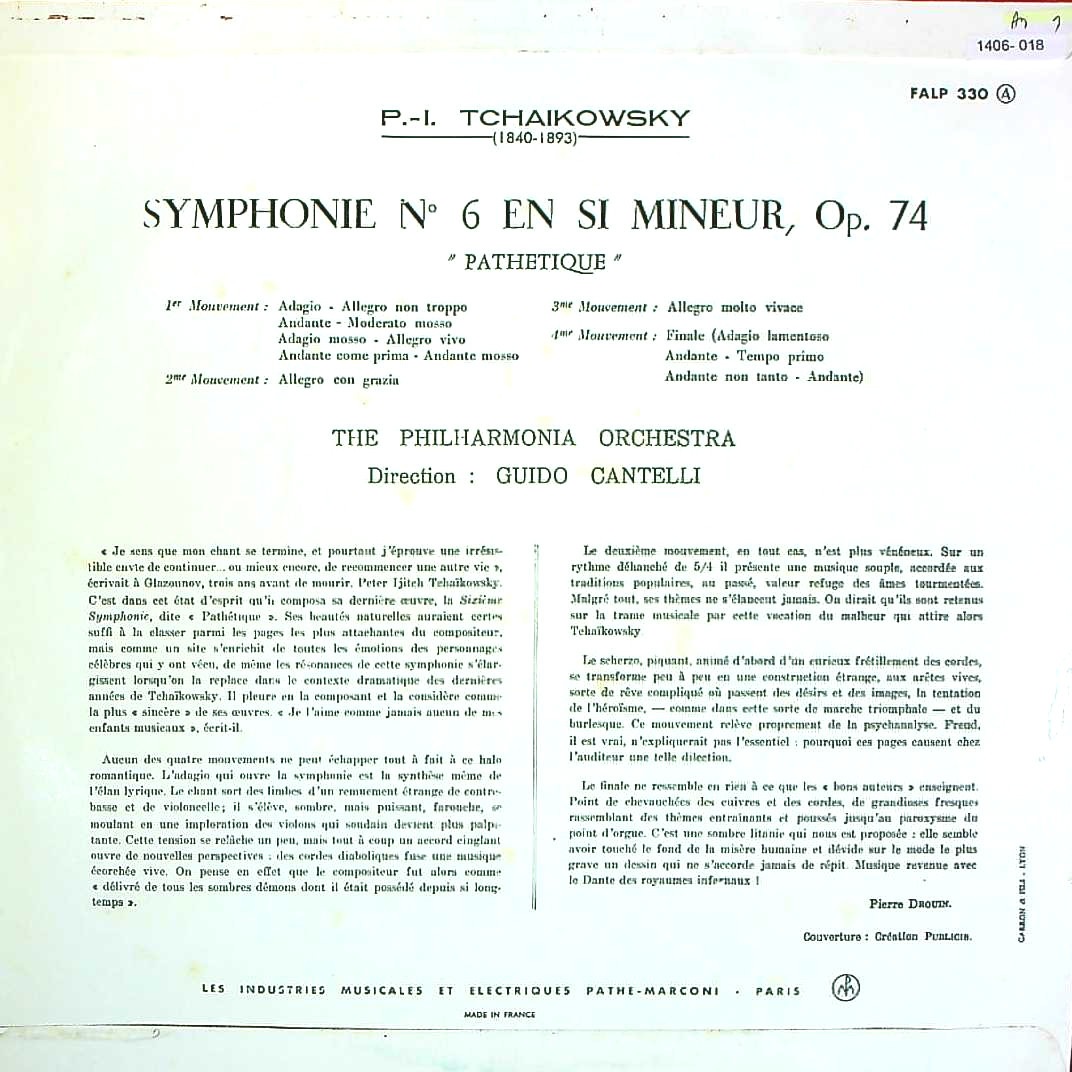 An 1
1406-018
FALP 330 Ⓐ
P.-I. TCHAIKOWSKY
(1840-1893)
SYMPHONIE N° 6 EN SI MINEUR, Op. 74
" PATHETIQUE "
1er Mouvement : Adagio - Allegro non troppo
Andante - Moderato mosso
Adagio mosso - Allegro vivo
Andante come prima - Andante mosso
2me Mouvement : Allegro con grazia
3me Mouvement : Allegro molto vivace
4me Mouvement : Finale (Adagio lamentoso
Andante - Tempo primo
Andante non tanto - Andante)
THE PHILHARMONIA ORCHESTRA
Direction : GUIDO CANTELLI
« Je sens que mon chant se termine, et pourtant j'éprouve une irrésis-
tible envie de continuer... ou mieux encore, de recommencer une autre vie »,
écrivait à Glazounov, trois ans avant de mourir, Peter Ijitch Tchaïkowsky.
C'est dans cet état d'esprit qu'il composa sa dernière œuvre, la Sixième
Symphonie, dite « Pathétique ». Ses beautés naturelles auraient certes
suffi à la classer parmi les pages les plus attachantes du compositeur,
mais comme un site s'enrichit de toutes les émotions des personnages
célèbres qui y ont vécu, de même les résonances de cette symphonie s'élar-
gissent lorsqu'on la replace dans le contexte dramatique des dernières
années de Tchaïkowsky. Il pleure en la composant et la considère comme
la plus « sincère » de ses œuvres. « Je l'aime comme jamais aucun de mes
enfants musicaux », écrit-il.
Aucun des quatre mouvements ne peut échapper tout à fait à ce halo
romantique. L'adagio qui ouvre la symphonie est la synthèse même de
l'élan lyrique. Le chant sort des limbes d'un remuement étrange de contre-
basse et de violoncelle; il s'élève, sombre, mais puissant, farouche, se
moulant en une imploration des violons qui soudain devient plus palpi-
tante. Cette tension se relâche un peu, mais tout à coup un accord cinglant
ouvre de nouvelles perspectives : des cordes diaboliques fuse une musique
écorchée vive. On pense en effet que le compositeur fut alors comme
« délivré de tous les sombres démons dont il était possédé depuis si long-
temps ».
Le deuxième mouvement, en tout cas, n'est plus vénéneux. Sur un
rythme déhanché de 5/4 il présente une musique souple, accordée aux
traditions populaires, au passé, valeur refuge des âmes tourmentées.
Malgré tout, ses thèmes ne s'élancent jamais. On dirait qu'ils sont retenus
sur la trame musicale par cette vocation du malheur qui attire alors
Tchaïkowsky
Le scherzo, piquant, animé d'abord d'un curieux frétillement des cordes,
se transforme peu à peu en une construction étrange, aux arêtes vives,
sorte de rêve compliqué où passent des désirs et des images, la tentation
de l'héroïsme, — comme dans cette sorte de marche triomphale — et du
burlesque. Ce mouvement relève proprement de la psychanalyse. Freud,
il est vrai, n'expliquerait pas l'essentiel : pourquoi ces pages causent chez
l'auditeur une telle dilection.
Le finale ne ressemble en rien à ce que les « bons auteurs » enseignent.
Point de chevauchées des cuivres et des cordes, de grandioses fresques
rassemblant des thèmes entraînants et poussés jusqu'au paroxysme du
point d'orgue. C'est une sombre litanie qui nous est proposée : elle semble
avoir touché le fond de la misère humaine et dévide sur le mode le plus
grave un dessin qui ne s'accorde jamais de répit. Musique revenue avec
le Dante des royaumes infernaux !
Pierre DROUIN.
Couverture : Création PUBLICIS.
LES INDUSTRIES MUSICALES ET ELECTRIQUES PATHE-MARCONI - PARIS
MADE IN FRANCE